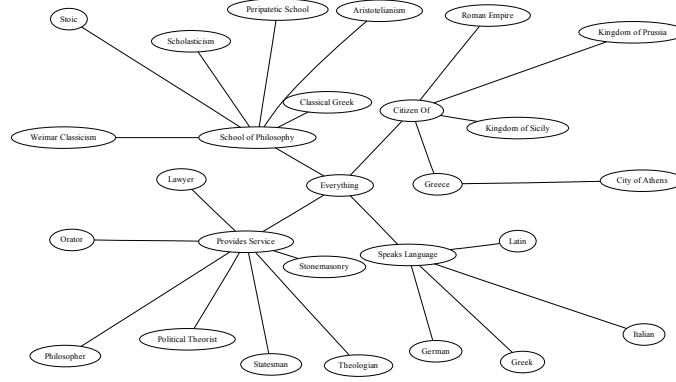 Peripatetic School
Aristotelianism
Stoic
Roman Empire
Kingdom of Prussia
Scholasticism
Classical Greek
Citizen Of
Kingdom of Sicily
Weimar Classicism
School of Philosophy
Lawyer
Everything
Greece
City of Athens
Orator
Provides Service
Latin
Speaks Language
Stonemasonry
Italian
Political Theorist
Philosopher
German
Greek
Statesman
Theologian